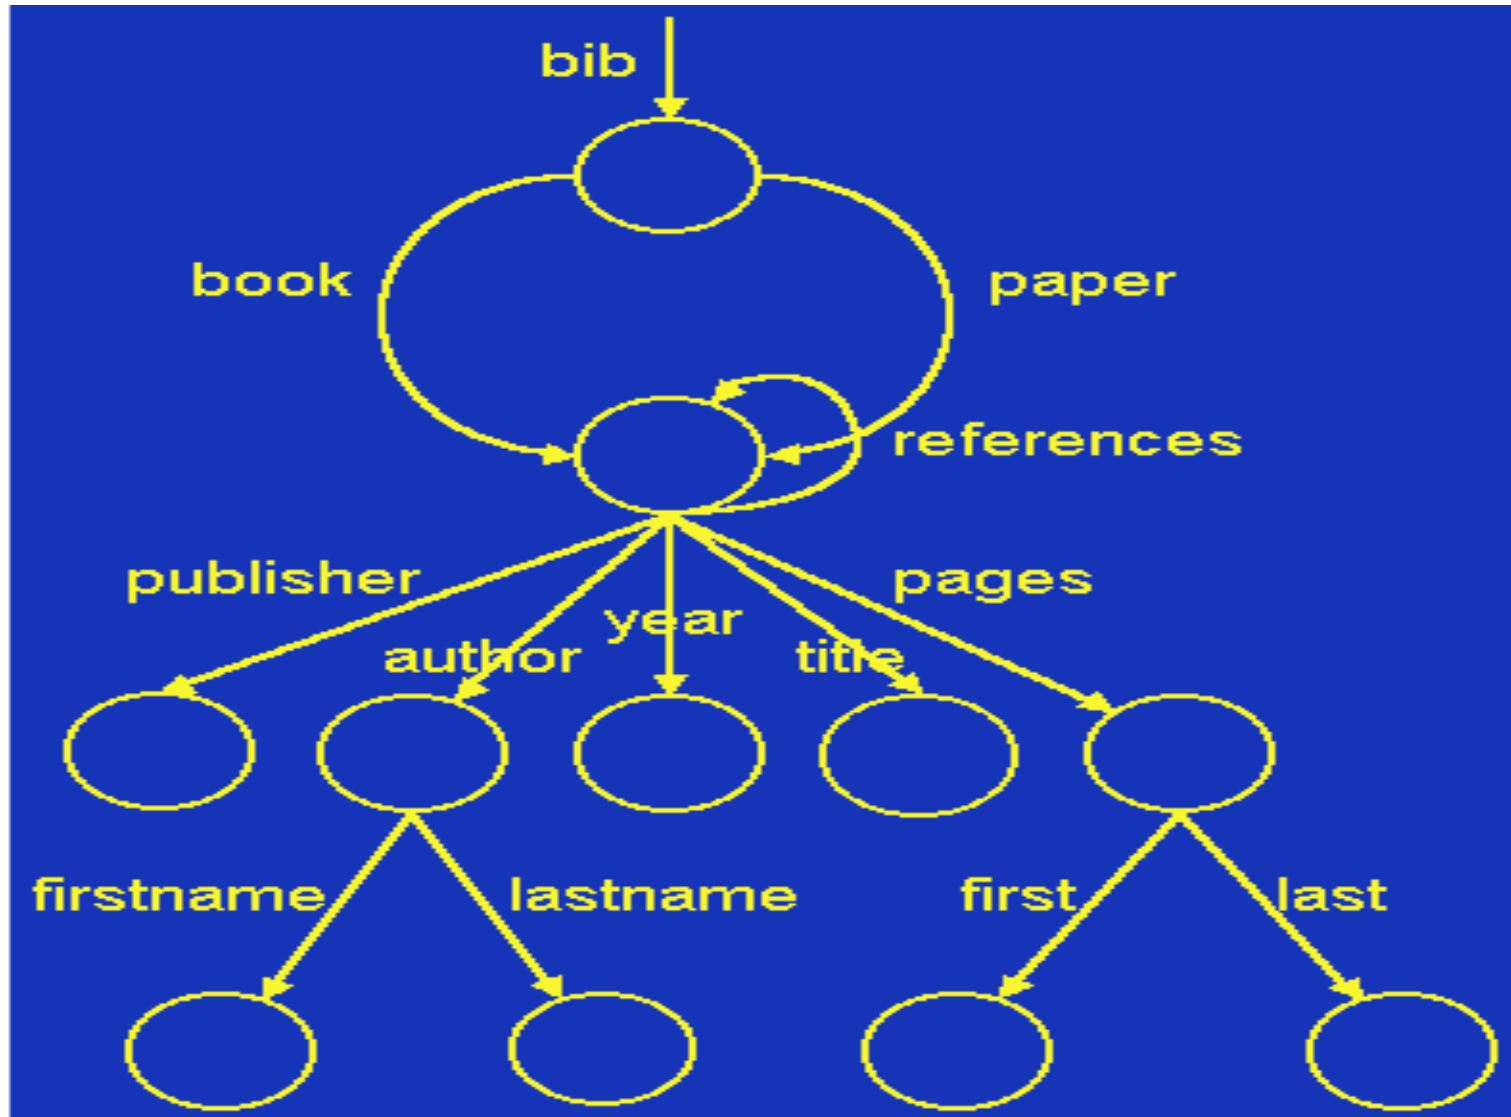 bib
book
paper
references
publisher
pages
year
author
title
firstname
lastname
first
last